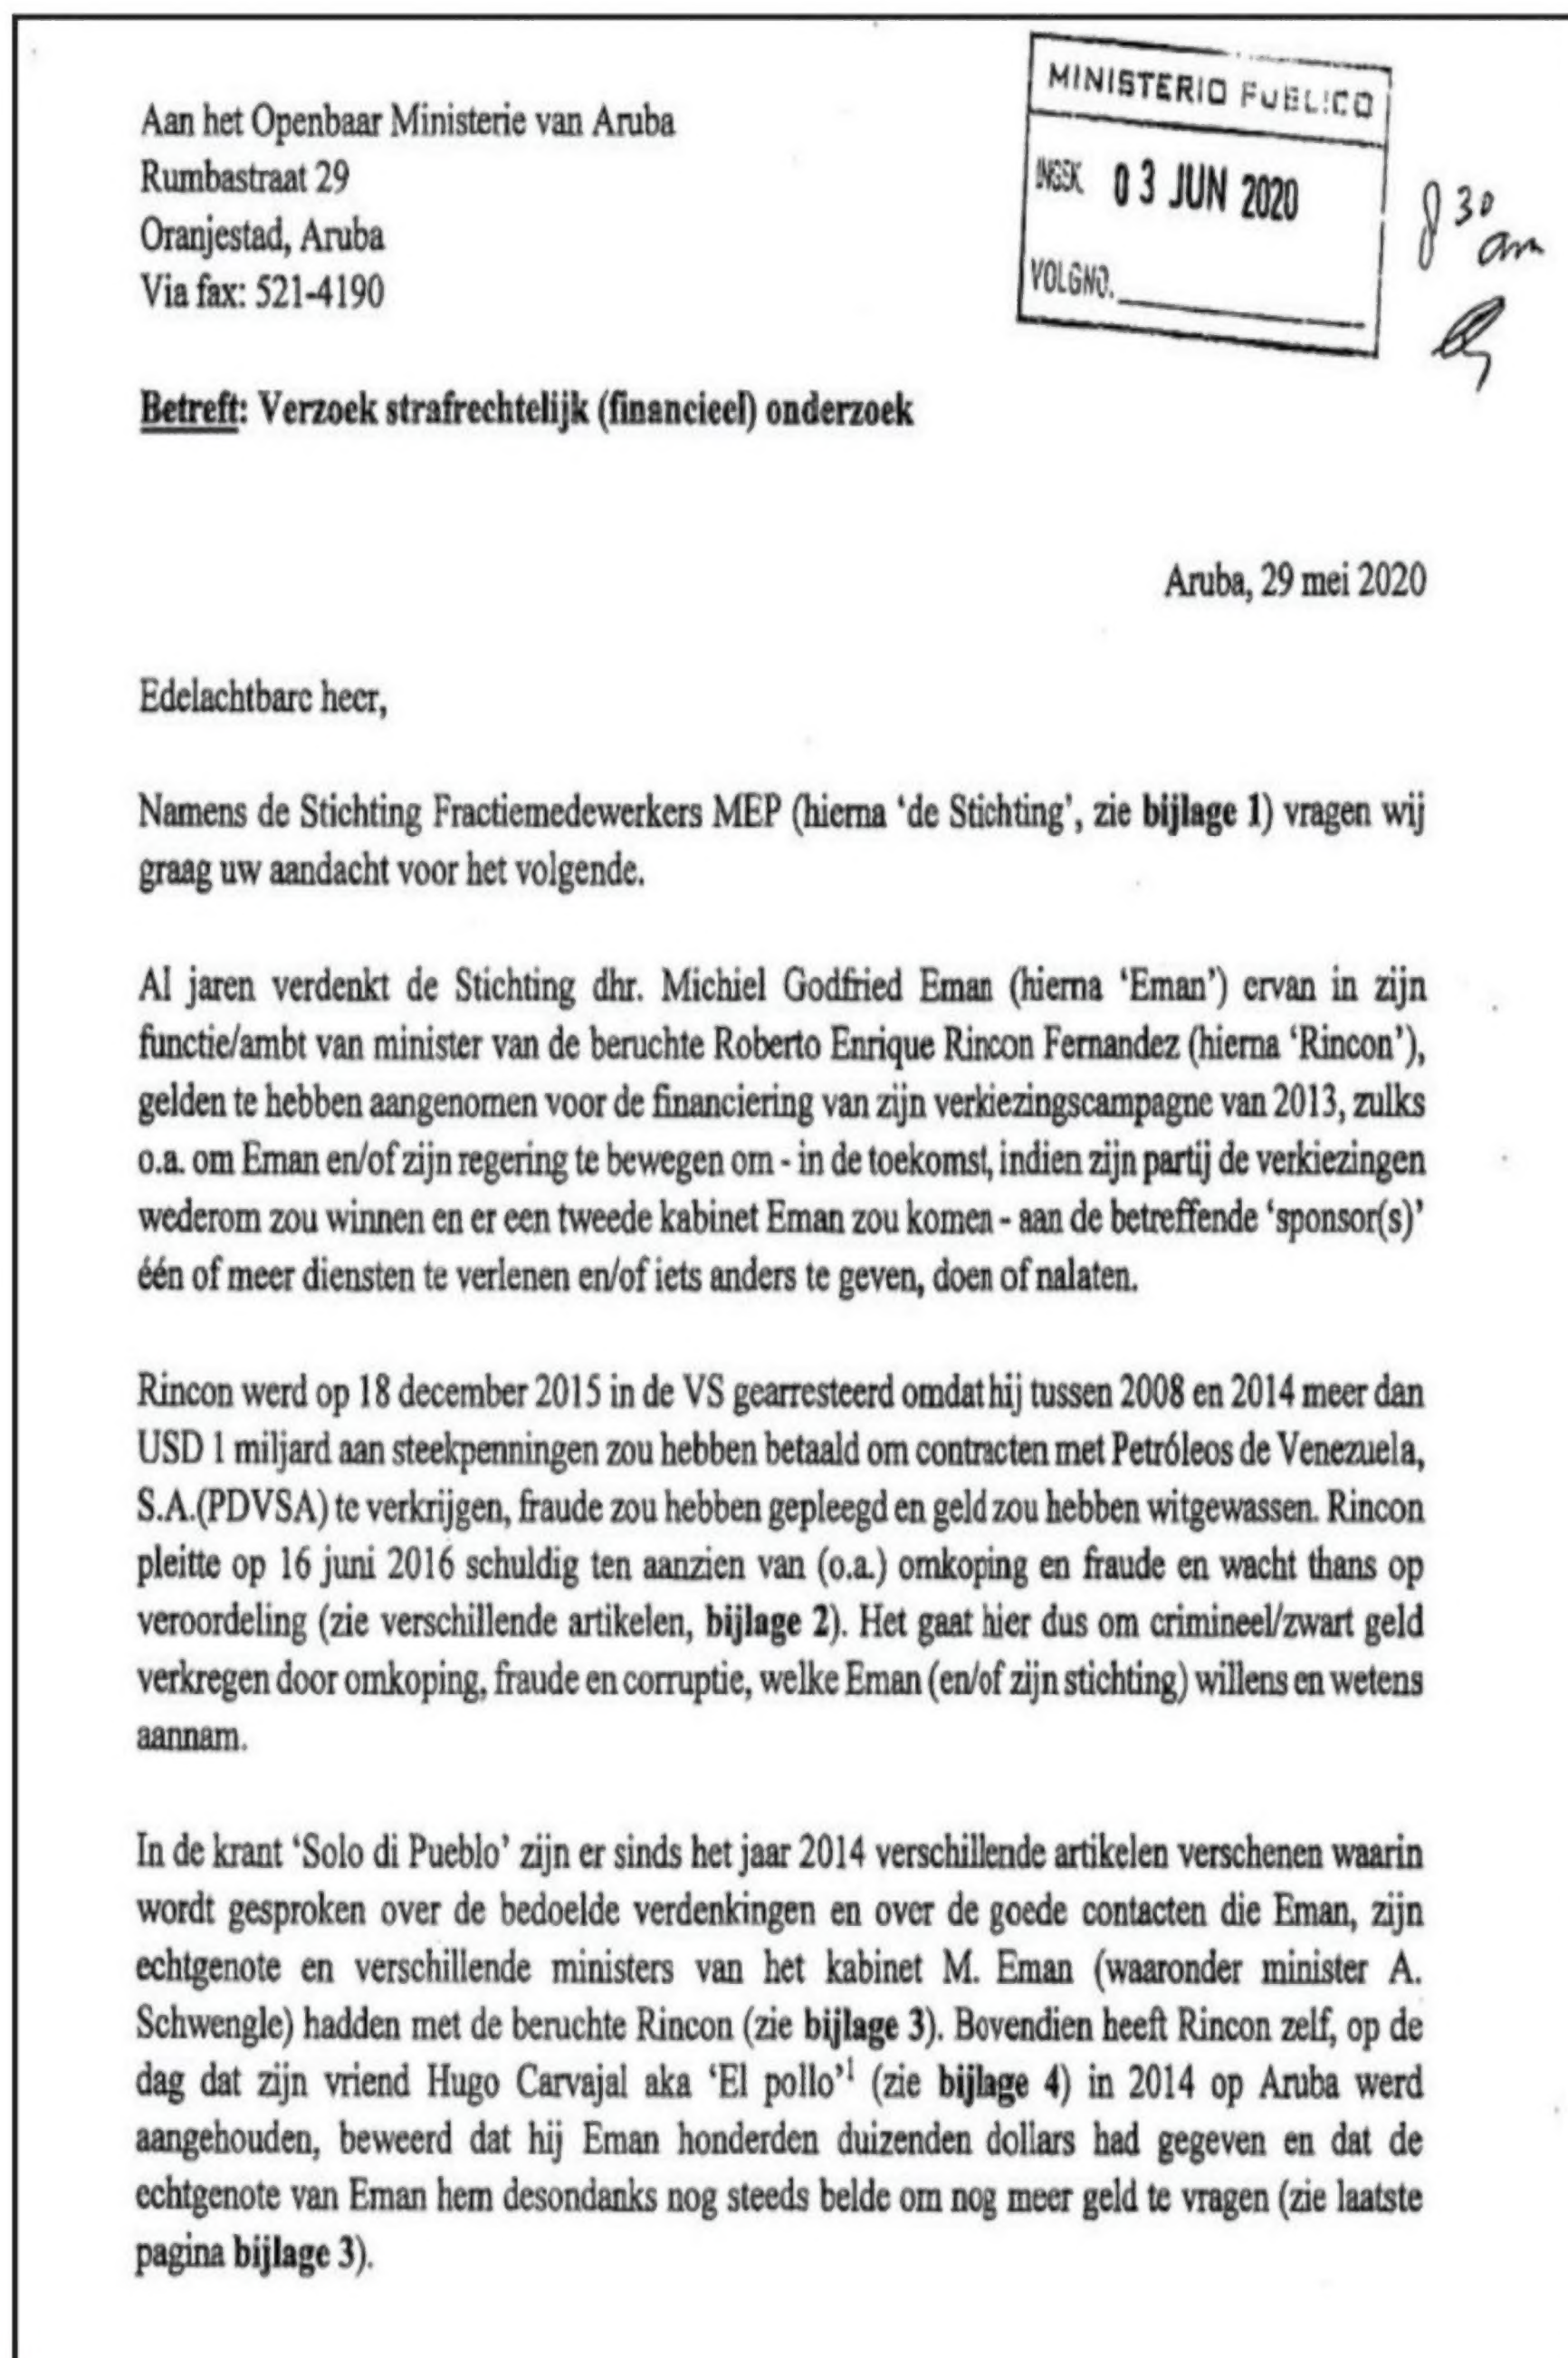 Aan het Openbaar Ministerie van Aruba
Rumbastraat 29
Oranjestad, Aruba
Via fax: 521-4190
MINISTERIO PUBLICO
INGEK. 03 JUN 2020
VOLGNO.
8 30
am
Betreft: Verzoek strafrechtelijk (financieel) onderzoek
Aruba, 29 mei 2020
Edelachtbare heer,
Namens de Stichting Fractiemedewerkers MEP (hierna ‘de Stichting’, zie bijlage 1) vragen wij
graag uw aandacht voor het volgende.
Al jaren verdenkt de Stichting dhr. Michiel Godfried Eman (hierna ‘Eman’) ervan in zijn
functie/ambt van minister van de beruchte Roberto Enrique Rincon Fernandez (hierna ‘Rincon’),
gelden te hebben aangenomen voor de financiering van zijn verkiezingscampagne van 2013, zulks
o.a. om Eman en/of zijn regering te bewegen om - in de toekomst, indien zijn partij de verkiezingen
wederom zou winnen en er een tweede kabinet Eman zou komen - aan de betreffende ‘sponsor(s)’
één of meer diensten te verlenen en/of iets anders te geven, doen of nalaten.
Rincon werd op 18 december 2015 in de VS gearresteerd omdat hij tussen 2008 en 2014 meer dan
USD 1 miljard aan steekpenningen zou hebben betaald om contracten met Petróleos de Venezuela,
S.A.(PDVSA) te verkrijgen, fraude zou hebben gepleegd en geld zou hebben witgewassen. Rincon
pleitte op 16 juni 2016 schuldig ten aanzien van (o.a.) omkoping en fraude en wacht thans op
veroordeling (zie verschillende artikelen, bijlage 2). Het gaat hier dus om crimineel/zwart geld
verkregen door omkoping, fraude en corruptie, welke Eman (en/of zijn stichting) willens en wetens
aannam.
In de krant ‘Solo di Pueblo’ zijn er sinds het jaar 2014 verschillende artikelen verschenen waarin
wordt gesproken over de bedoelde verdenkingen en over de goede contacten die Eman, zijn
echtgenote en verschillende ministers van het kabinet M. Eman (waaronder minister A.
Schwengle) hadden met de beruchte Rincon (zie bijlage 3). Bovendien heeft Rincon zelf, op de
dag dat zijn vriend Hugo Carvajal aka ‘El pollo’¹ (zie bijlage 4) in 2014 op Aruba werd
aangehouden, beweerd dat hij Eman honderden duizenden dollars had gegeven en dat de
echtgenote van Eman hem desondanks nog steeds belde om nog meer geld te vragen (zie laatste
pagina bijlage 3).